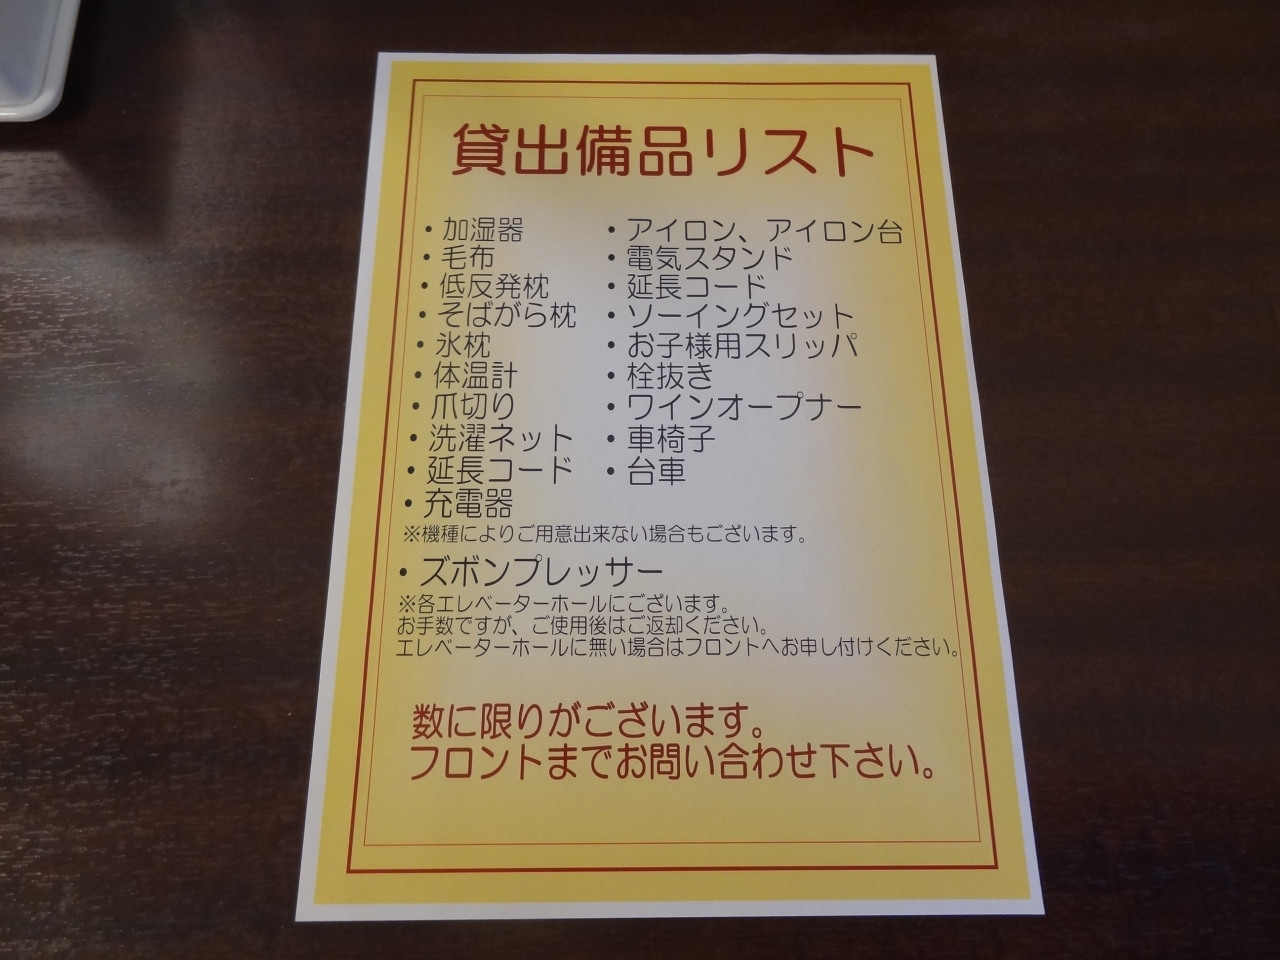 貸出備品リスト
・加湿器
・毛布
・低反発枕
・そばがら枕
・氷枕
・体温計
・爪切り
・洗濯ネット
・延長コード
・充電器
※機種によりご用意出来ない場合もございます。
・アイロン、アイロン台
・電気スタンド
・延長コード
・ソーイングセット
・お子様用スリッパ
・栓抜き
・ワインオープナー
・車椅子
・台車
・ズボンプレッサー
※各エレベーターホールにございます。
お手数ですが、ご使用後はご返却ください。
エレベーターホールに無い場合はフロントへお申し付けください。
数に限りがございます。
フロントまでお問い合わせ下さい。